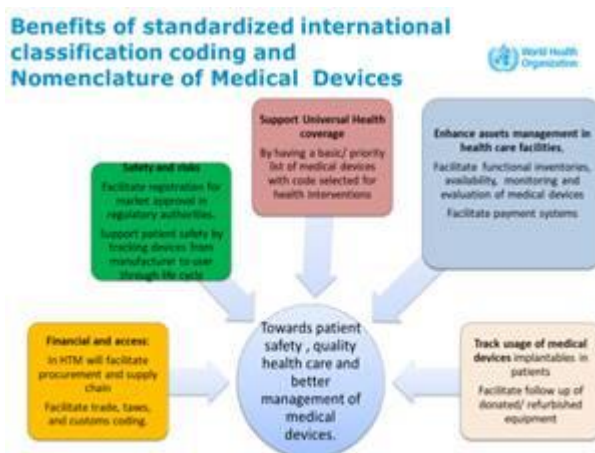 Benefits of standardized international
classification coding and
Nomenclature of Medical Devices
World Health
Organization
Support Universal Health
coverage
By having a basic/ priority
list of medical devices
with code selected for
health interventions
Enhance assets management in
health care facilities.
Facilitate functional inventories,
availability, monitoring and
evaluation of medical devices
Facilitate payment systems
Safety and risks
Facilitate registration for
market approval in
regulatory authorities.
Support patient safety by
tracking devices from
manufacturer to user
through life cycle
Financial and access:
In HTM will facilitate
procurement and supply
chain
Facilitate trade, taxes,
and customs coding.
Towards patient
safety , quality
health care and
better
management of
medical
devices.
Track usage of medical
devices implantables in
patients
Facilitate follow up of
donated/ refurbished
equipment